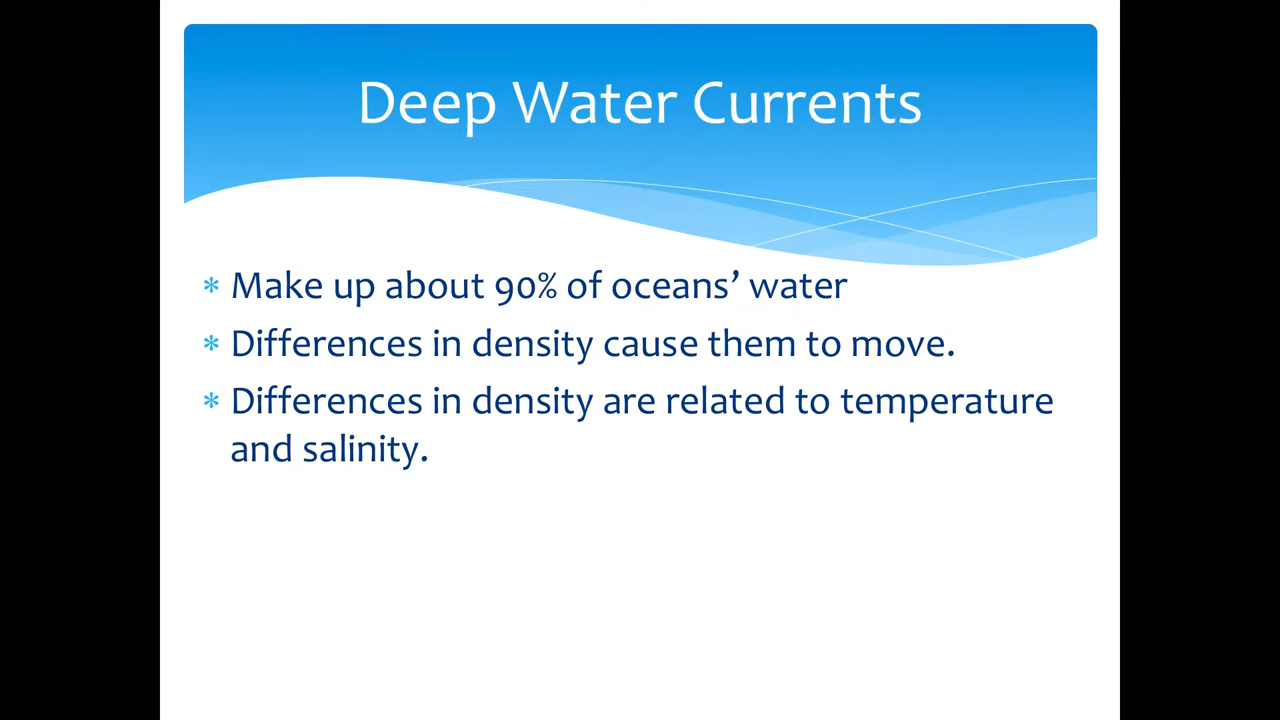 Deep Water Currents
* Make up about 90% of oceans’ water
* Differences in density cause them to move.
* Differences in density are related to temperature
and salinity.